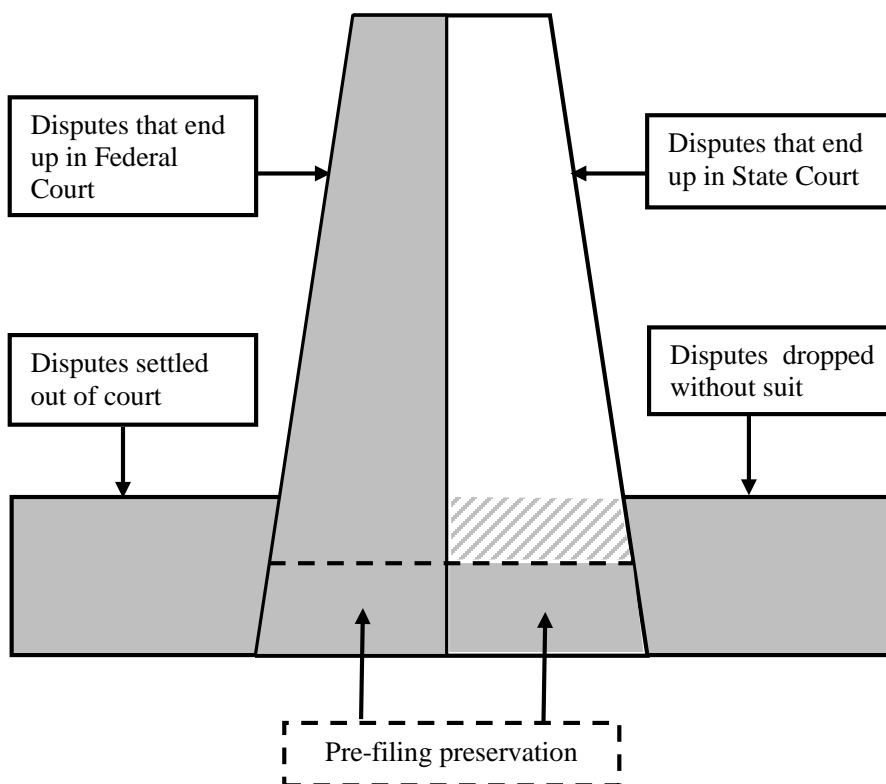 Disputes that end
up in Federal
Court
Disputes that end
up in State Court
Disputes settled
out of court
Disputes dropped
without suit
Pre-filing preservation